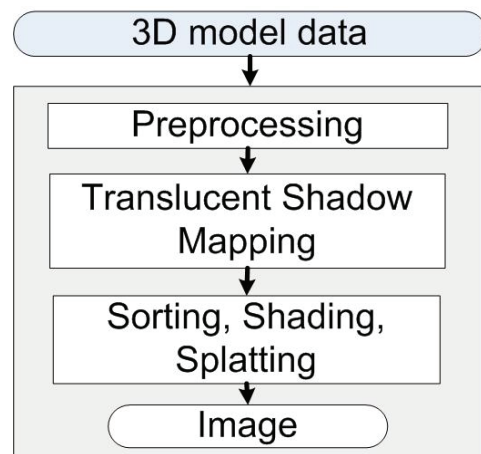 3D model data
Preprocessing
Translucent Shadow
Mapping
Sorting, Shading,
Splatting
Image